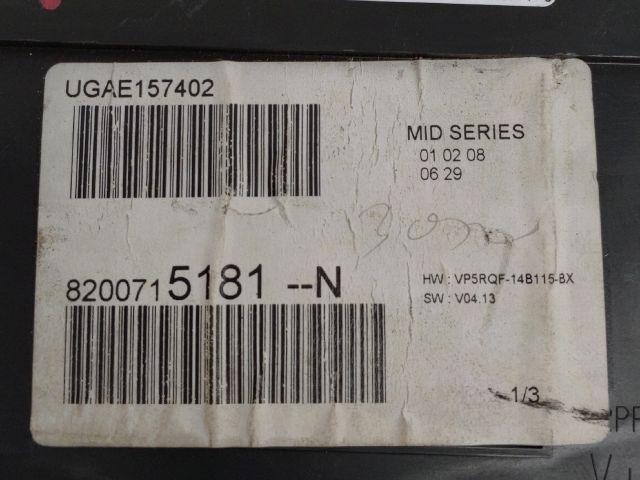 UGAE157402
MID SERIES
01 02 08
06 29
8200715181 --N
HW : VP5RQF-14B115-BX
SW : V04.13
1/3